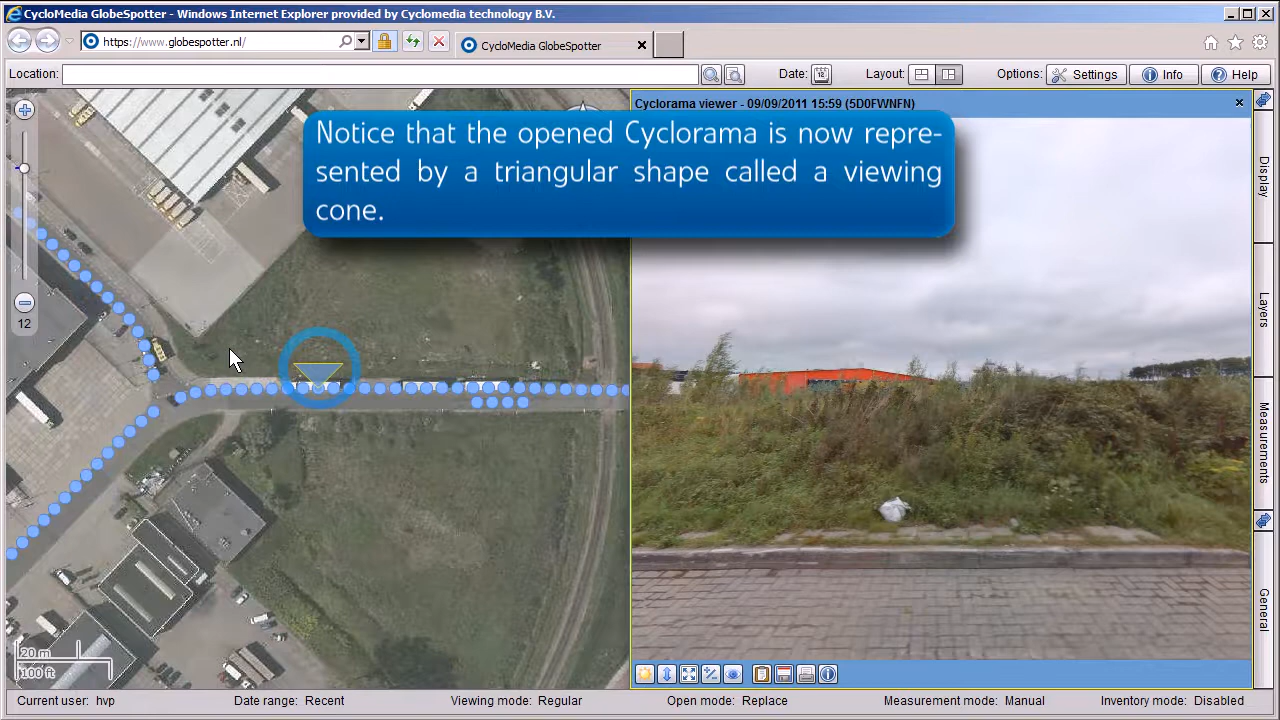 CycloMedia GlobeSpotter - Windows Internet Explorer provided by Cyclomedia technology B.V.
https://www.globespotter.nl/
CycloMedia GlobeSpotter
Location:
Date:
12
Layout:
Options:
Settings
Info
Help
Cyclorama viewer - 09/09/2011 15:59 (5D0FWNFN)
Notice that the opened Cyclorama is now repre-
sented by a triangular shape called a viewing
cone.
12
Display
Layers
Measurements
General
20 m
100 ft
Current user: hvp
Date range: Recent
Viewing mode: Regular
Open mode: Replace
Measurement mode: Manual
Inventory mode: Disabled